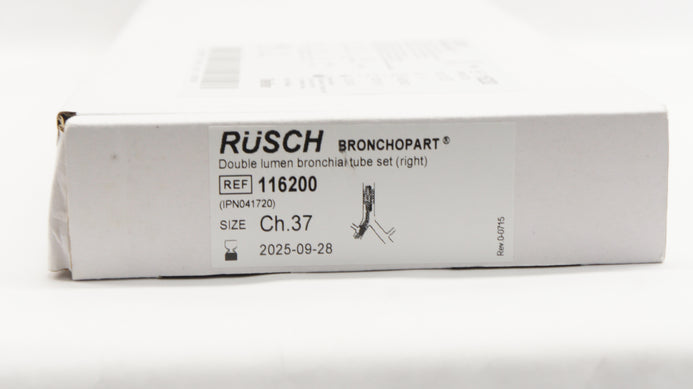 RÜSCH BRONCHOPART®
Double lumen bronchial tube set (right)
REF 116200
(IPN041720)
SIZE Ch.37
2025-09-28
Rev 0-0715